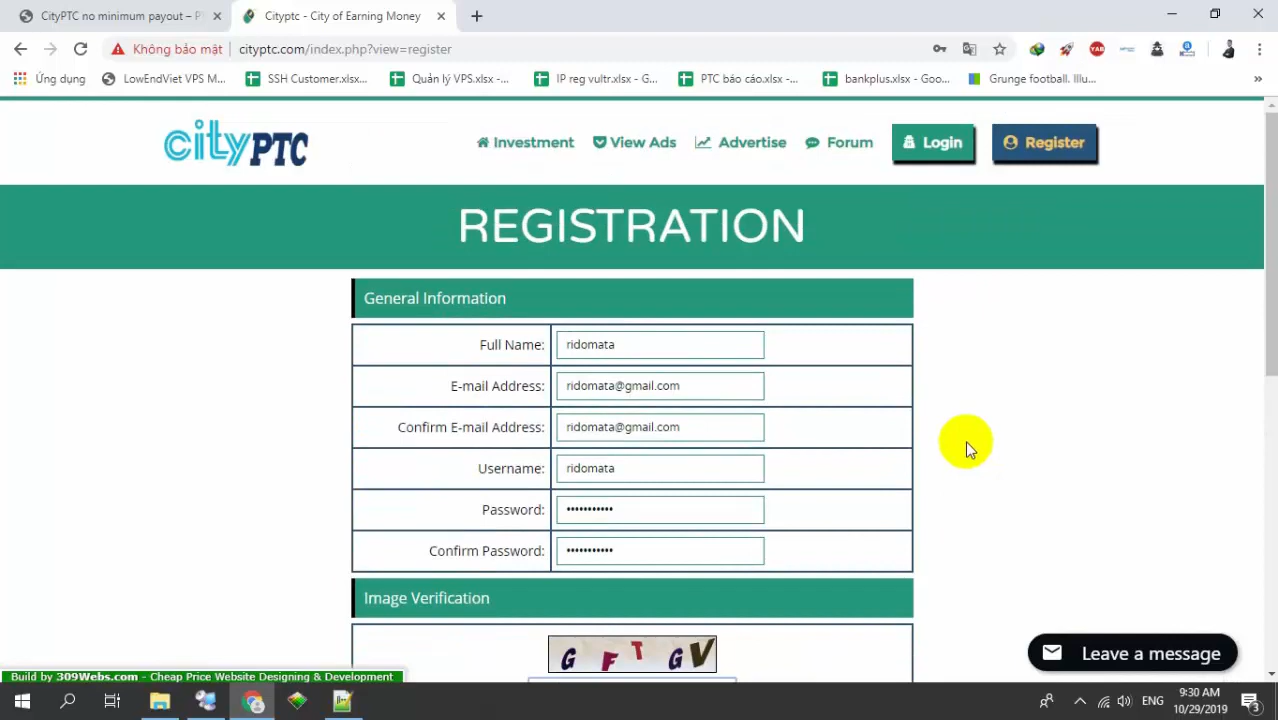 CityPTC no minimum payout – PT
Cityptc - City of Earning Money
Không bảo mật
cityptc.com/index.php?view=register
Ứng dụng
LowEndViet VPS M...
SSH Customer.xlsx...
Quản lý VPS.xlsx -...
IP reg vultr.xlsx - G...
PTC báo cáo.xlsx -...
bankplus.xlsx - Goo...
Grunge football. Illu...
cityPTC
Investment
View Ads
Advertise
Forum
Login
Register
REGISTRATION
General Information
Full Name: ridomata
E-mail Address: ridomata@gmail.com
Confirm E-mail Address: ridomata@gmail.com
Username: ridomata
Password: •••••••••••
Confirm Password: •••••••••••
Image Verification
G F T G V
Leave a message
Build by 309Webs.com - Cheap Price Website Designing & Development
ENG
9:30 AM
10/29/2019
3